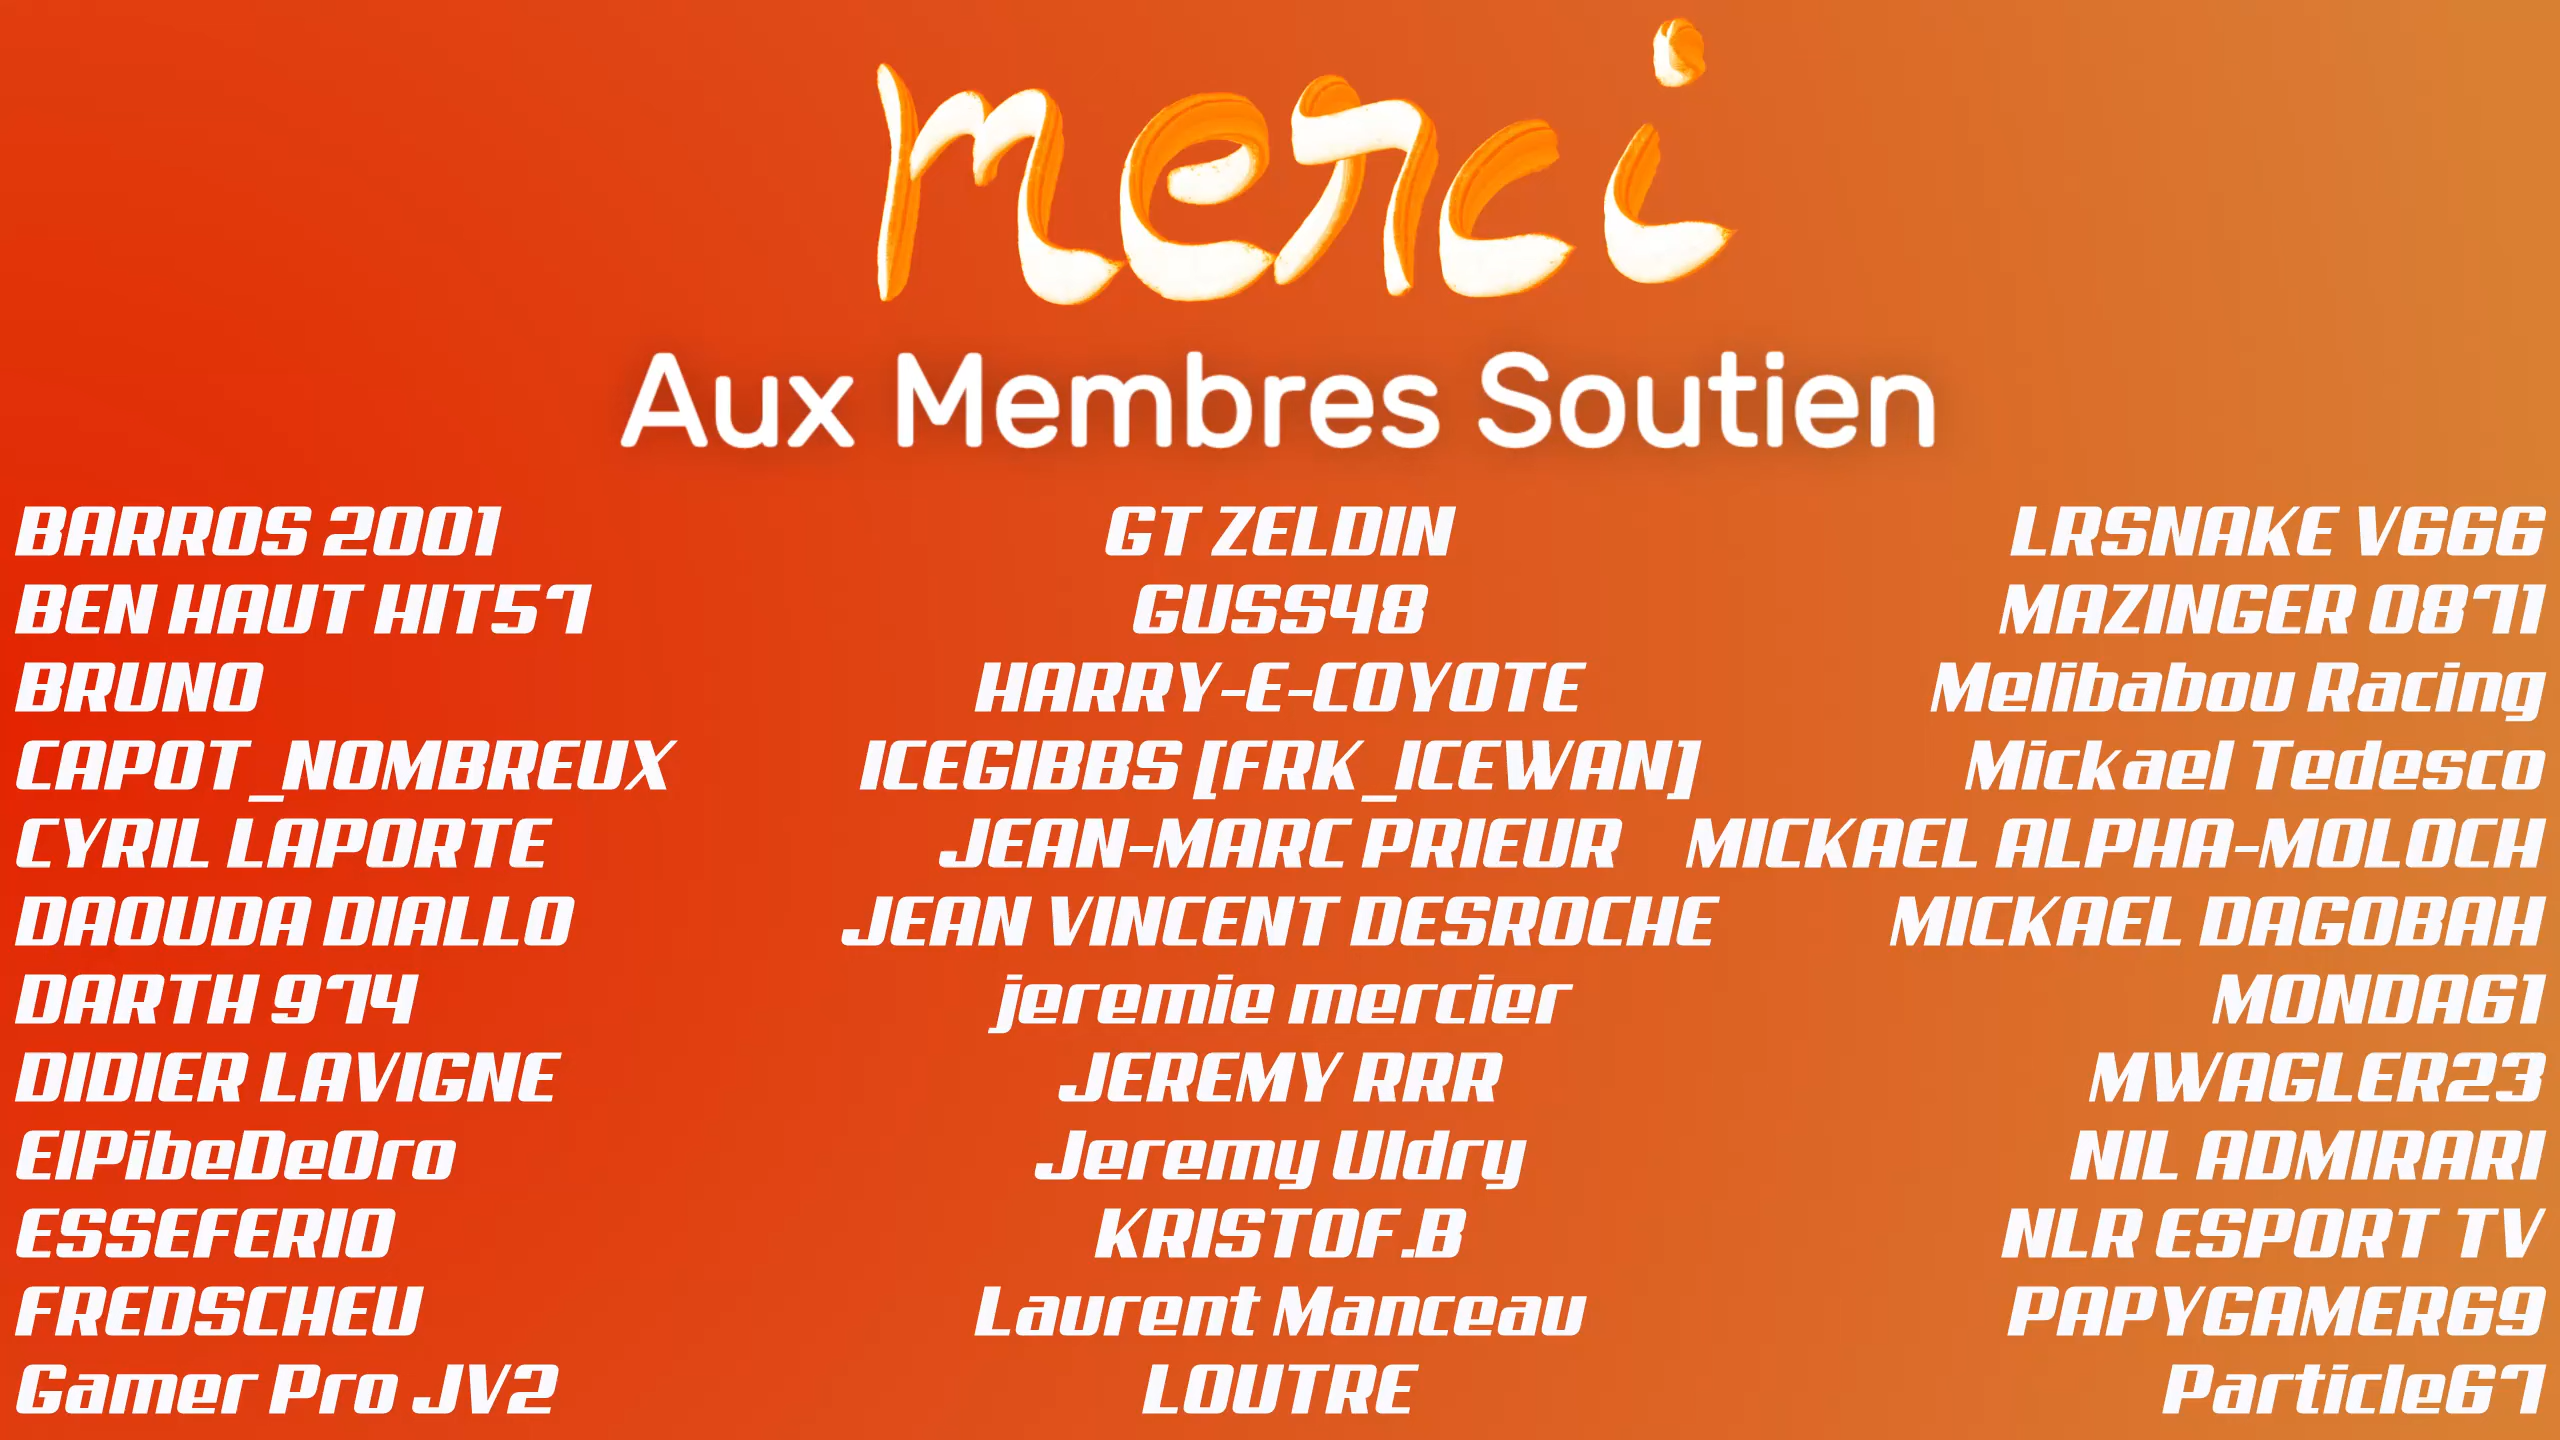 merci
Aux Membres Soutien
BARROS 2001
BEN HAUT HIT57
BRUNO
CAPOT_NOMBREUX
CYRIL LAPORTE
DAOUDA DIALLO
DARTH 974
DIDIER LAVIGNE
ElPibeDeOro
ESSEFERIO
FREDSCHEU
Gamer Pro JV2
GT ZELDIN
GUSS48
HARRY-E-COYOTE
ICEGIBBS [FRK_ICEWAN]
JEAN-MARC PRIEUR
JEAN VINCENT DESROCHE
jeremie mercier
JEREMY RRR
Jeremy Uldry
KRISTOF.B
Laurent Manceau
LOUTRE
LRSNAKE V666
MAZINGER 0871
Melibabou Racing
Mickael Tedesco
MICKAEL ALPHA-MOLOCH
MICKAEL DAGOBAH
MONDA61
MWAGLER23
NIL ADMIRARI
NLR ESPORT TV
PAPYGAMER69
Particle67